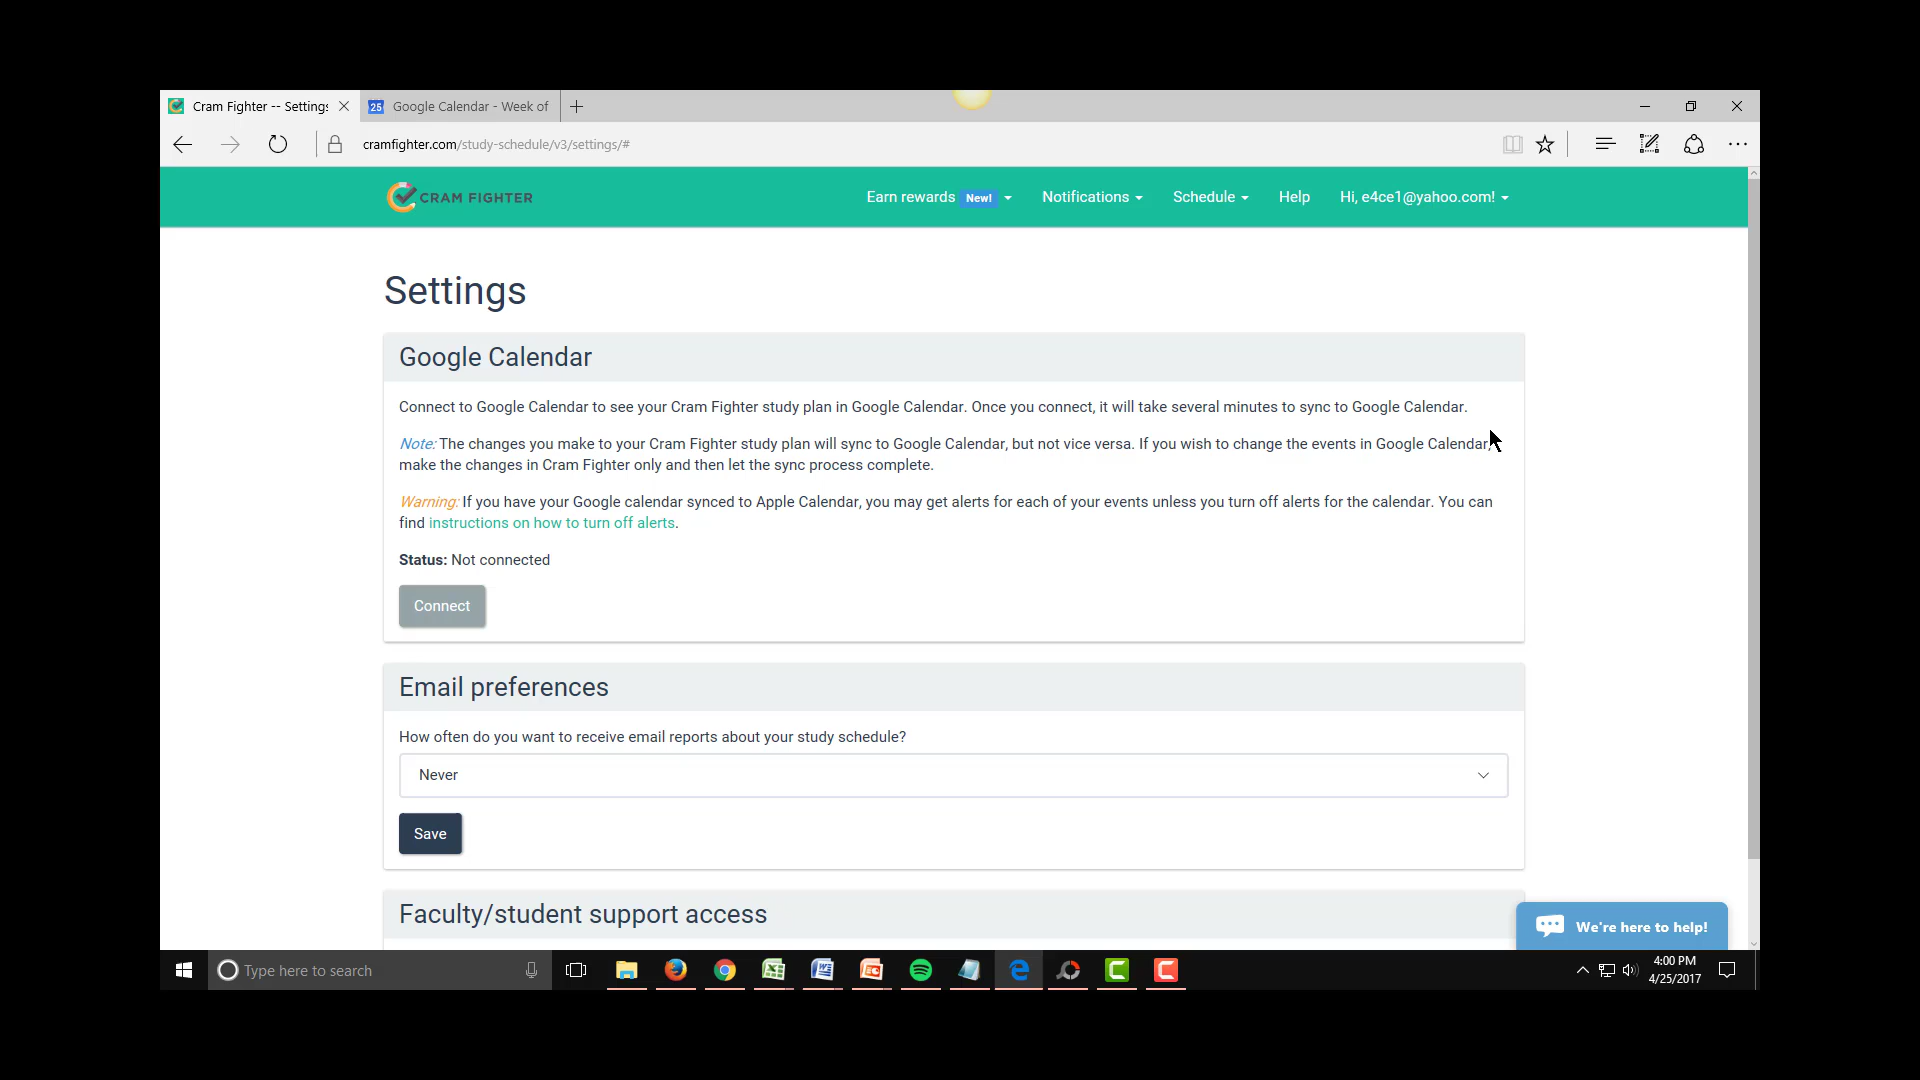 Cram Fighter -- Settings
25 Google Calendar - Week of
cramfighter.com/study-schedule/v3/settings/#
CRAM FIGHTER
Earn rewards New! Notifications Schedule Help Hi, e4ce1@yahoo.com!
Settings
Google Calendar
Connect to Google Calendar to see your Cram Fighter study plan in Google Calendar. Once you connect, it will take several minutes to sync to Google Calendar.
Note: The changes you make to your Cram Fighter study plan will sync to Google Calendar, but not vice versa. If you wish to change the events in Google Calendar,
make the changes in Cram Fighter only and then let the sync process complete.
Warning: If you have your Google calendar synced to Apple Calendar, you may get alerts for each of your events unless you turn off alerts for the calendar. You can
find instructions on how to turn off alerts.
Status: Not connected
Connect
Email preferences
How often do you want to receive email reports about your study schedule?
Never
Save
Faculty/student support access
We're here to help!
Type here to search
4:00 PM
4/25/2017